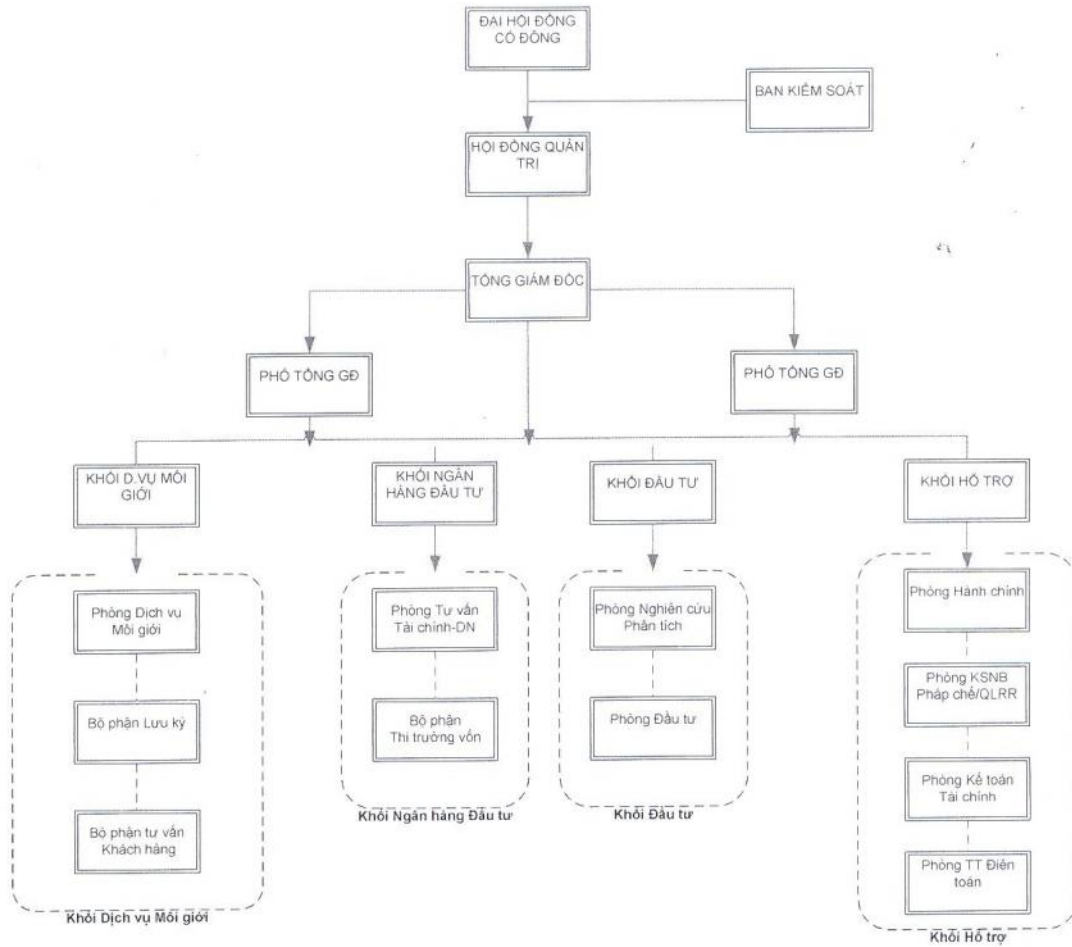 ĐAI HỘI ĐỒNG
CÓ ĐÔNG
BAN KIỂM SOÁT
HỘI ĐỒNG QUẢN
TRỊ
TỔNG GIÁM ĐỐC
PHÓ TỔNG GĐ
PHÓ TỔNG GĐ
KHỐI D.VỤ MÔI
GIỚI
KHỐI NGÂN
HÀNG ĐẦU TƯ
KHỐI ĐẦU TƯ
KHỐI HỖ TRỢ
Phòng Dịch vụ
Môi giới
Bộ phận Lưu ký
Bộ phận tư vấn
Khách hàng
Khối Dịch vụ Môi giới
Phòng Tư vấn
Tài chính-DN
Bộ phận
Thị trường vốn
Khối Ngân hàng Đầu tư
Phòng Nghiên cứu
Phân tích
Phòng Đầu tư
Khối Đầu tư
Phòng Hành chính
Phòng KSNB
Pháp chế/QLRR
Phòng Kế toán
Tài chính
Phòng TT Điện
toán
Khối Hỗ trợ